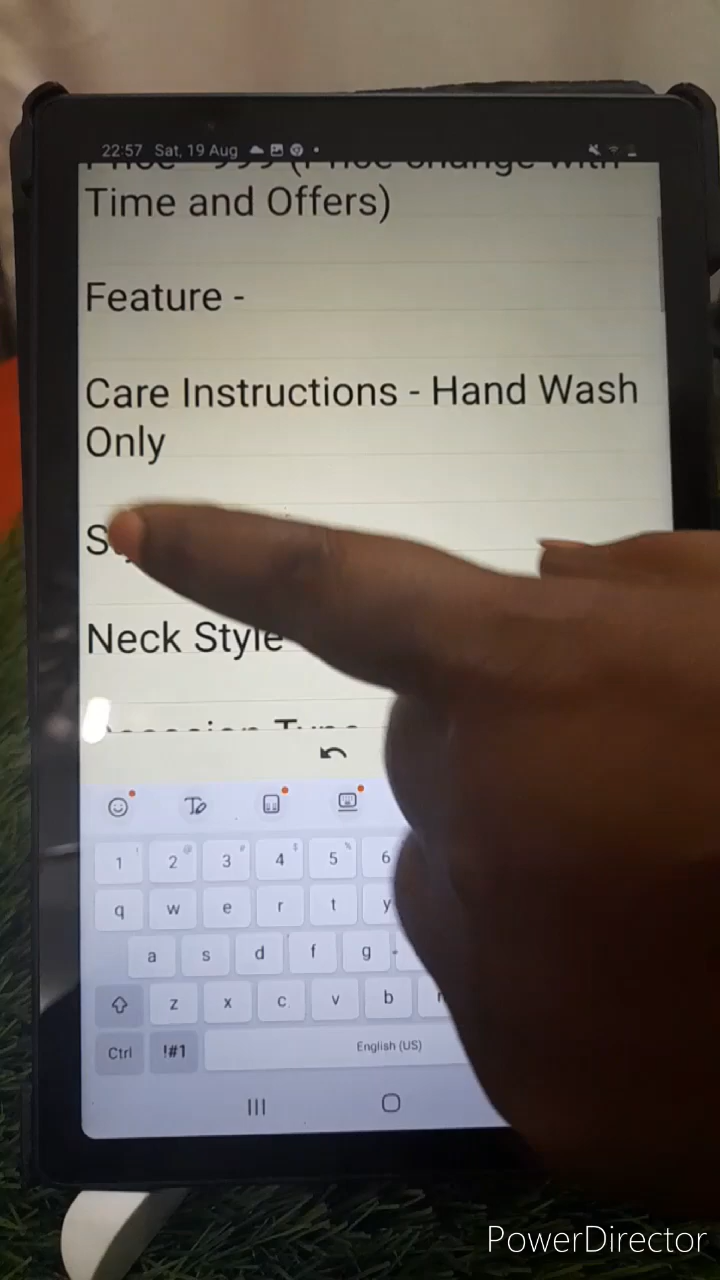 22:57 Sat, 19 Aug
Time and Offers)
Feature -
Care Instructions - Hand Wash
Only
Neck Style
1 2 3 4 5 6
q w e r t y
a s d f g
z x c v b
Ctrl !#1 English (US)
PowerDirector